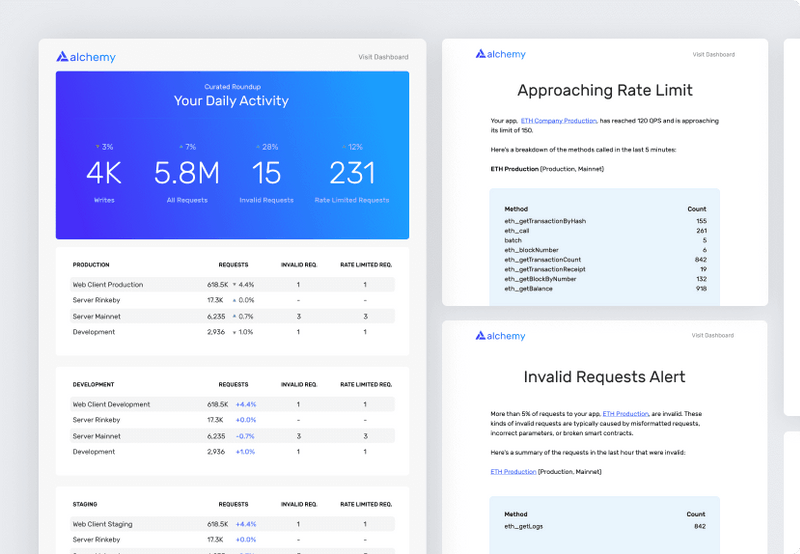 alchemy
Visit Dashboard
Curated Roundup
Your Daily Activity
3% 7% 28% 12%
4K 5.8M 15 231
Writes All Requests Invalid Requests Rate Limited Requests
PRODUCTION REQUESTS INVALID REQ. RATE LIMITED REQ.
Web Client Production 618.5K ▼ 4.4% 1 1
Server Rinkeby 17.3K ▲ 0.0% - -
Server Mainnet 6,235 ▲ 0.7% 3 3
Development 2,936 ▼ 1.0% 1 1
DEVELOPMENT REQUESTS INVALID REQ. RATE LIMITED REQ.
Web Client Development 618.5K +4.4% 1 1
Server Rinkeby 17.3K +0.0% - -
Server Mainnet 6,235 -0.7% 3 3
Development 2,936 +1.0% 1 1
STAGING REQUESTS INVALID REQ. RATE LIMITED REQ.
Web Client Staging 618.5K +4.4% 1 1
Server Rinkeby 17.3K +0.0% - -
alchemy
Visit Dashboard
Approaching Rate Limit
Your app, ETH Company Production, has reached 120 QPS and is approaching
its limit of 150.
Here's a breakdown of the methods called in the last 5 minutes:
ETH Production (Production, Mainnet)
Method Count
eth_getTransactionByHash 155
eth_call 261
batch 5
eth_blockNumber 6
eth_getTransactionCount 842
eth_getTransactionReceipt 19
eth_getBlockByNumber 132
eth_getBalance 918
alchemy
Visit Dashboard
Invalid Requests Alert
More than 5% of requests to your app, ETH Production, are invalid. These
kinds of invalid requests are typically caused by misformatted requests,
incorrect parameters, or broken smart contracts.
Here's a summary of the requests in the last hour that were invalid:
ETH Production (Production, Mainnet)
Method Count
eth_getLogs 842